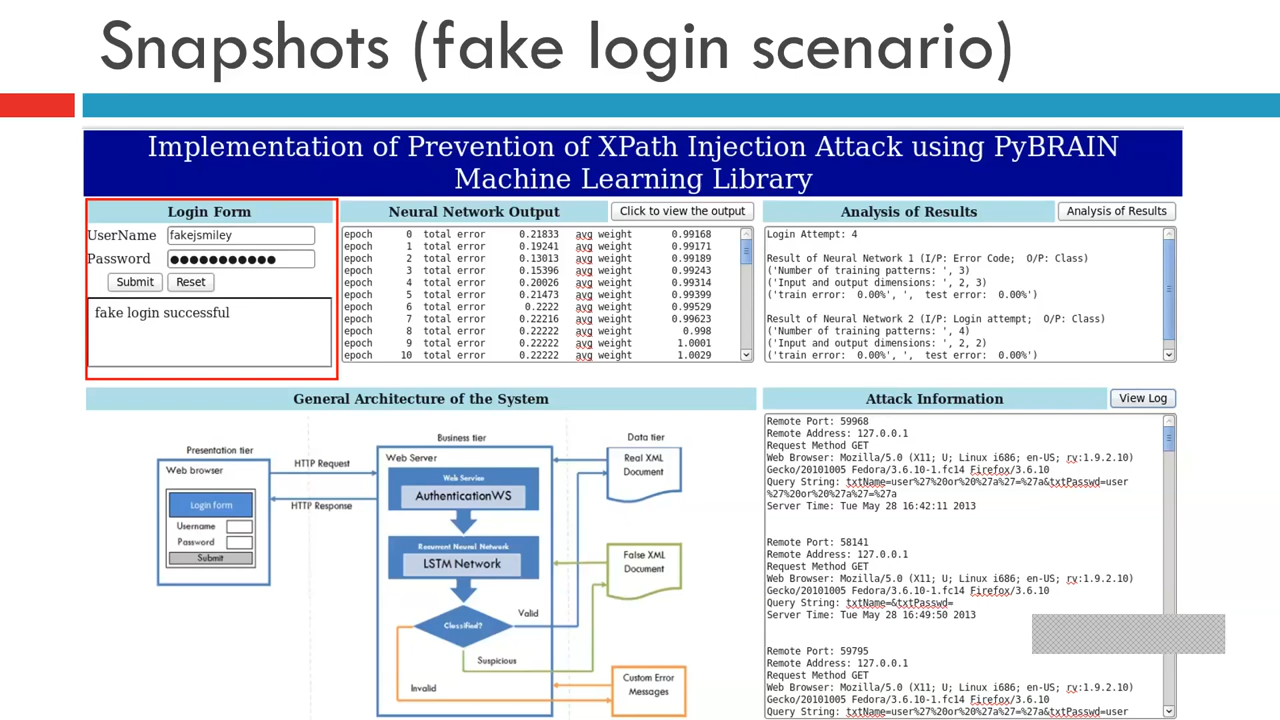 Snapshots (fake login scenario)
Implementation of Prevention of XPath Injection Attack using PyBRAIN
Machine Learning Library
Login Form
UserName fakejsmiley
Password ●●●●●●●●●●●
Submit Reset
fake login successful
Neural Network Output Click to view the output
epoch 0 total error 0.21833 avg weight 0.99168
epoch 1 total error 0.19241 avg weight 0.99171
epoch 2 total error 0.13013 avg weight 0.99189
epoch 3 total error 0.15396 avg weight 0.99243
epoch 4 total error 0.20026 avg weight 0.99314
epoch 5 total error 0.21473 avg weight 0.99399
epoch 6 total error 0.2222 avg weight 0.99529
epoch 7 total error 0.22216 avg weight 0.99623
epoch 8 total error 0.22222 avg weight 0.998
epoch 9 total error 0.22222 avg weight 1.0001
epoch 10 total error 0.22222 avg weight 1.0029
Analysis of Results Analysis of Results
Login Attempt: 4
Result of Neural Network 1 (I/P: Error Code; O/P: Class)
('Number of training patterns: ', 3)
('Input and output dimensions: ', 2, 3)
('train error: 0.00%', ', test error: 0.00%')
Result of Neural Network 2 (I/P: Login attempt; O/P: Class)
('Number of training patterns: ', 4)
('Input and output dimensions: ', 2, 2)
('train error: 0.00%', ', test error: 0.00%')
General Architecture of the System
Presentation tier
Web browser
Login form
Username
Password
Submit
HTTP Request
HTTP Response
Business tier
Web Server
Web Service
AuthenticationWS
Recurrent Neural Network
LSTM Network
Classified?
Valid
Suspicious
Invalid
Data tier
Real XML
Document
False XML
Document
Custom Error
Messages
Attack Information View Log
Remote Port: 59968
Remote Address: 127.0.0.1
Request Method GET
Web Browser: Mozilla/5.0 (X11; U; Linux i686; en-US; rv:1.9.2.10)
Gecko/20101005 Fedora/3.6.10-1.fc14 Firefox/3.6.10
Query String: txtName=user%27%20or%20%27a%27=%27a&txtPasswd=user
%27%20or%20%27a%27=%27a
Server Time: Tue May 28 16:42:11 2013
Remote Port: 58141
Remote Address: 127.0.0.1
Request Method GET
Web Browser: Mozilla/5.0 (X11; U; Linux i686; en-US; rv:1.9.2.10)
Gecko/20101005 Fedora/3.6.10-1.fc14 Firefox/3.6.10
Query String: txtName=&txtPasswd=
Server Time: Tue May 28 16:49:50 2013
Remote Port: 59795
Remote Address: 127.0.0.1
Request Method GET
Web Browser: Mozilla/5.0 (X11; U; Linux i686; en-US; rv:1.9.2.10)
Gecko/20101005 Fedora/3.6.10-1.fc14 Firefox/3.6.10
Query String: txtName=user%27%20or%20%27a%27=%27a&txtPasswd=user